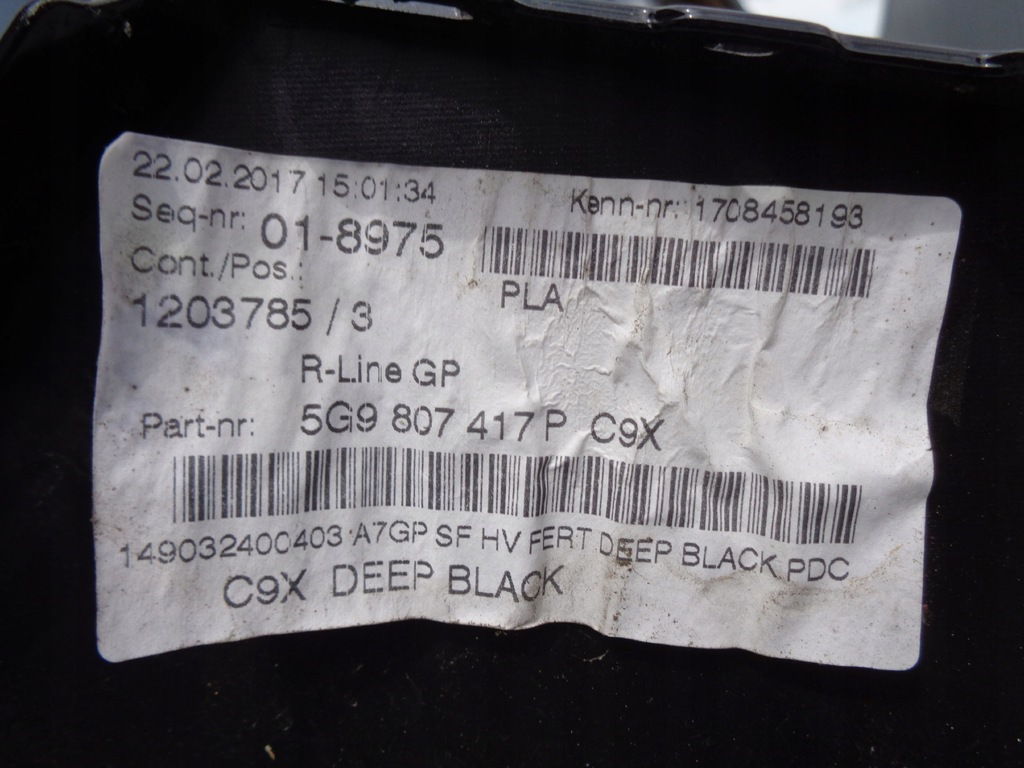 22.02.2017 15:01:34
Kenn-nr: 1708458193
Seq-nr: 01-8975
Cont./Pos.:
PLA
1203785 / 3
R-Line GP
Part-nr: 5G9 807 417 P C9X
149032400403 A7GP SF HV FERT DEEP BLACK PDC
C9X DEEP BLACK